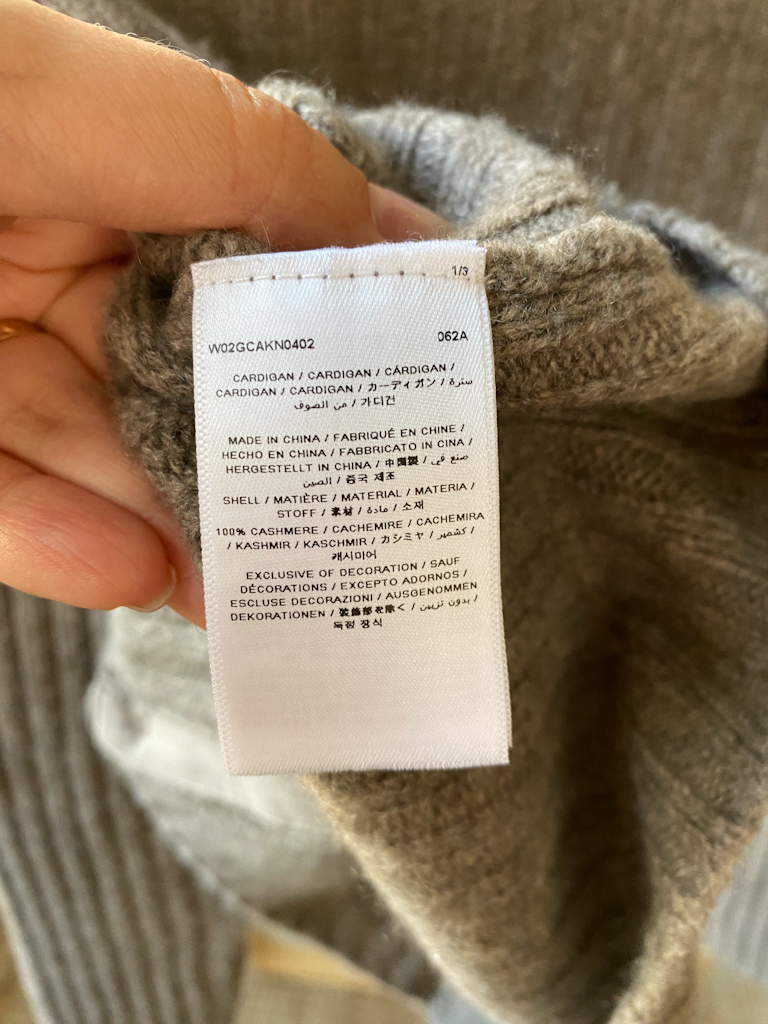 1/3
W02GCAKN0402 062A
CARDIGAN / CARDIGAN / CÁRDIGAN /
CARDIGAN / CARDIGAN / カーディガン / سترة /
من الصوف / 가디건
MADE IN CHINA / FABRIQUÉ EN CHINE /
HECHO EN CHINA / FABBRICATO IN CINA /
HERGESTELLT IN CHINA / 中國製 / صنع في
الصين / 중국 제조
SHELL / MATIÈRE / MATERIAL / MATERIA /
STOFF / 素材 / مادة / 소재
100% CASHMERE / CACHEMIRE / CACHEMIRA
/ KASHMIR / KASCHMIR / カシミヤ / كشمير /
캐시미어
EXCLUSIVE OF DECORATION / SAUF
DÉCORATIONS / EXCEPTO ADORNOS /
ESCLUSE DECORAZIONI / AUSGENOMMEN
DEKORATIONEN / 装飾部を除く / بدون تزيين /
독점 장식